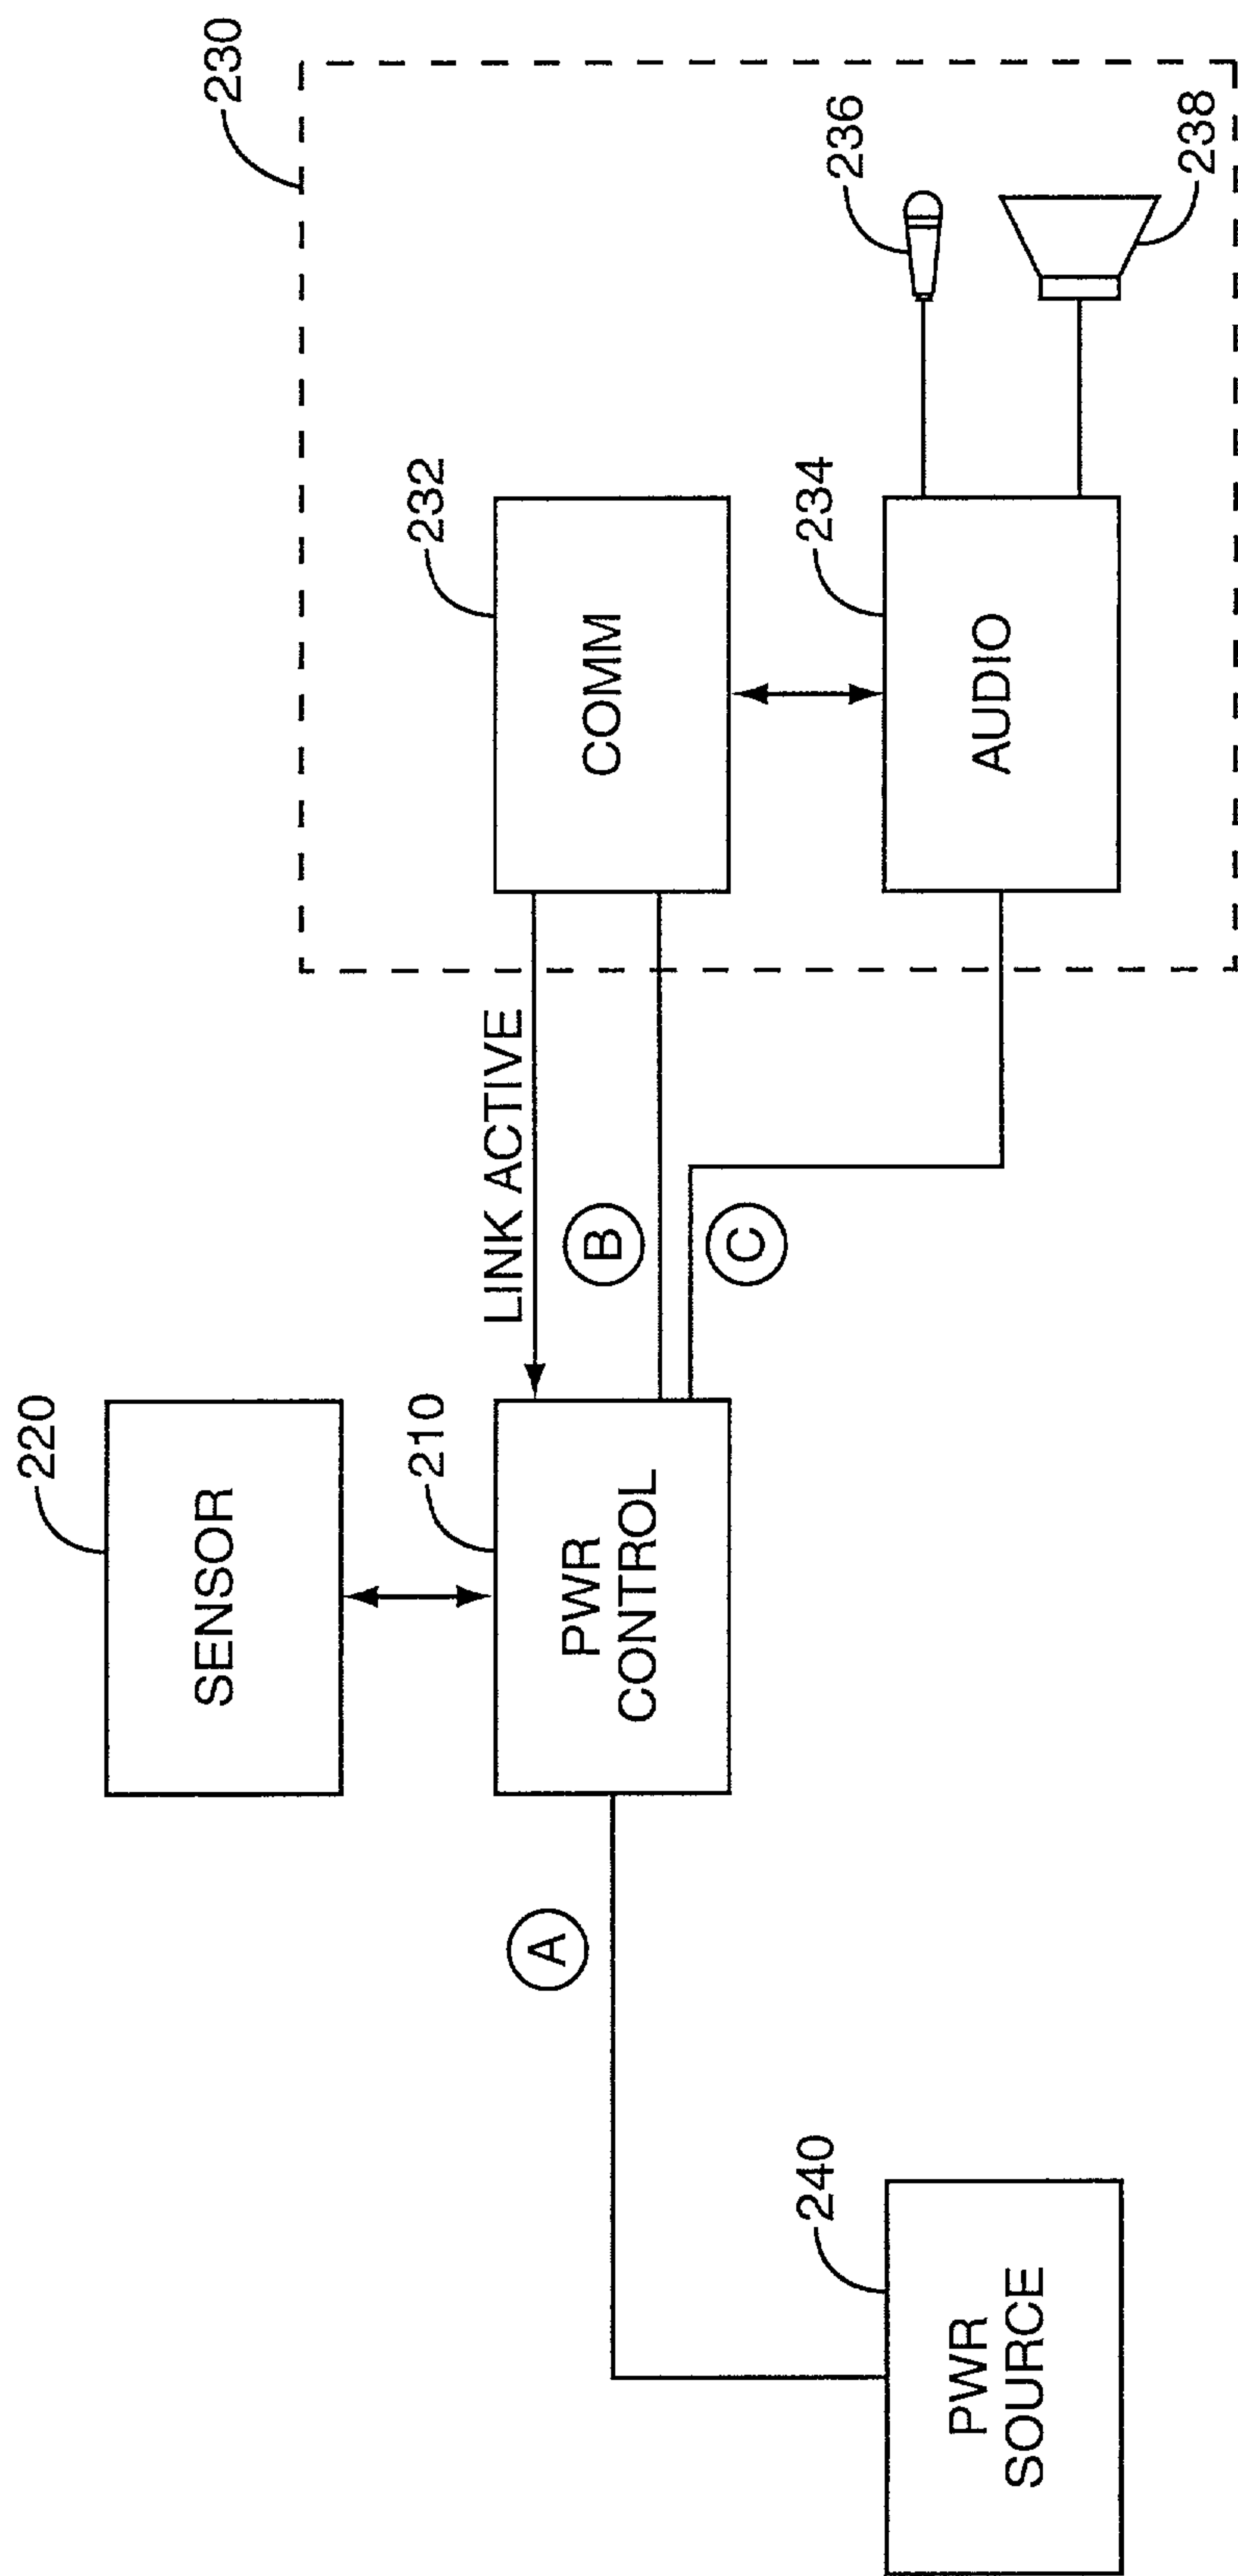 230
220
SENSOR
232
COMM
236
238
LINK ACTIVE
210
PWR
CONTROL
B
C
234
AUDIO
A
240
PWR
SOURCE